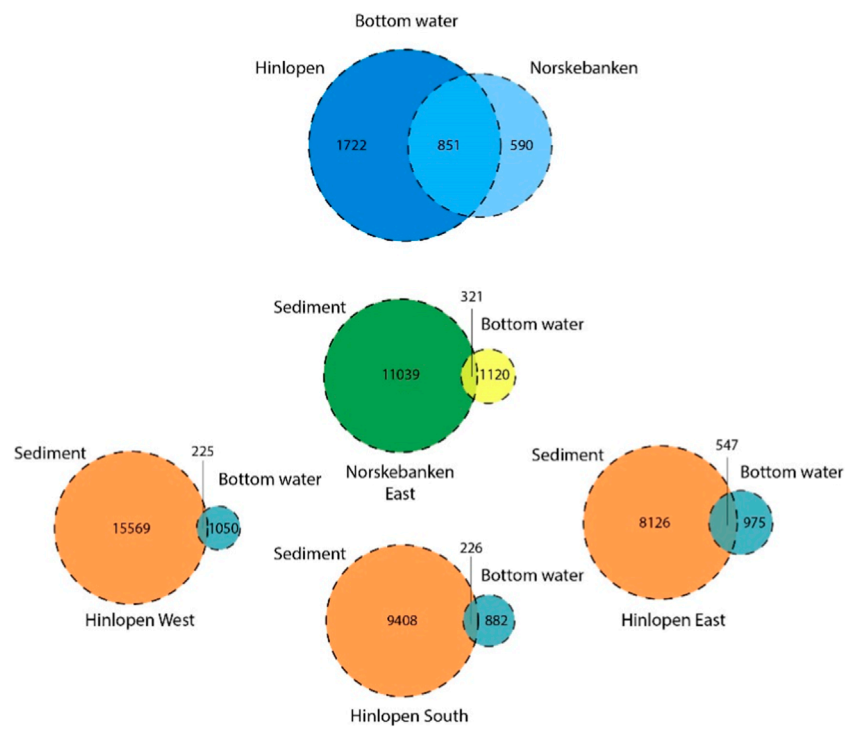 Bottom water
Hinlopen
Norskebanken
1722
851
590
321
Sediment
Bottom water
11039
1120
Norskebanken
East
225
Sediment
Bottom water
15569
1050
Hinlopen West
547
Sediment
Bottom water
8126
975
Hinlopen East
226
Sediment
Bottom water
9408
882
Hinlopen South